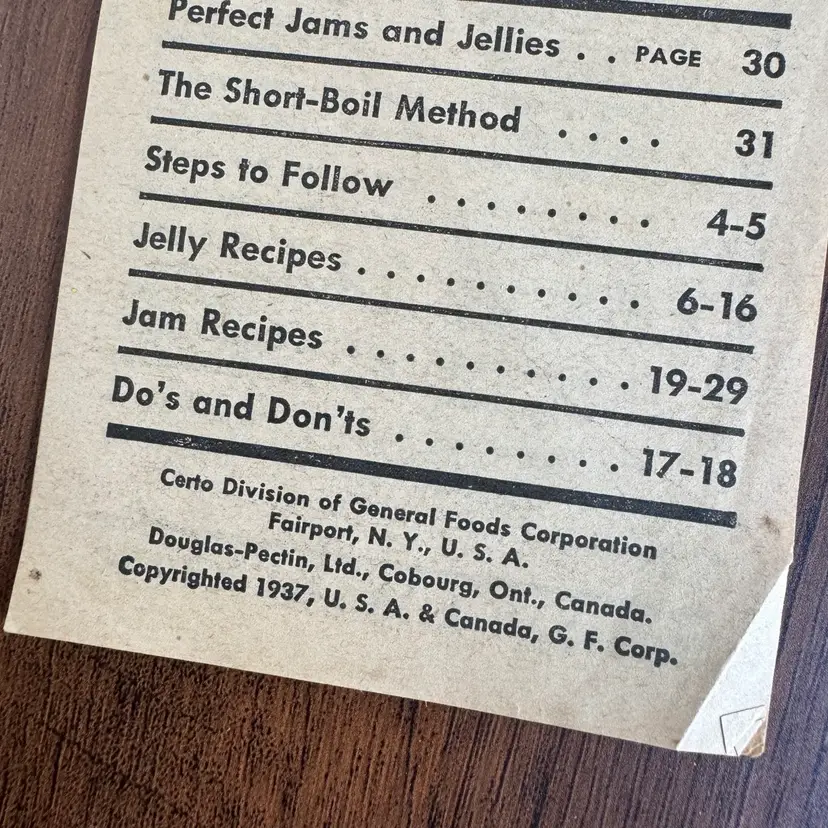 Perfect Jams and Jellies . . PAGE 30
The Short-Boil Method . . . . 31
Steps to Follow . . . . . . . . 4-5
Jelly Recipes . . . . . . . . . . 6-16
Jam Recipes . . . . . . . . . . 19-29
Do's and Don'ts . . . . . . . . 17-18
Certo Division of General Foods Corporation
Fairport, N. Y., U. S. A.
Douglas-Pectin, Ltd., Cobourg, Ont., Canada.
Copyrighted 1937, U. S. A. & Canada, G. F. Corp.